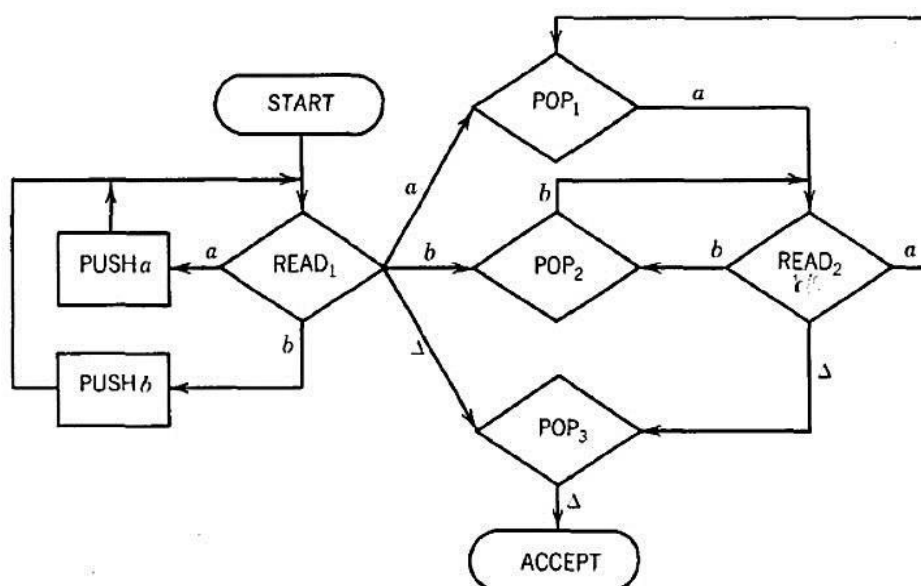 START
POP₁
a
a
b
PUSH a
a
READ₁
b
POP₂
b
READ₂
a
b
Δ
Δ
PUSH b
POP₃
Δ
ACCEPT